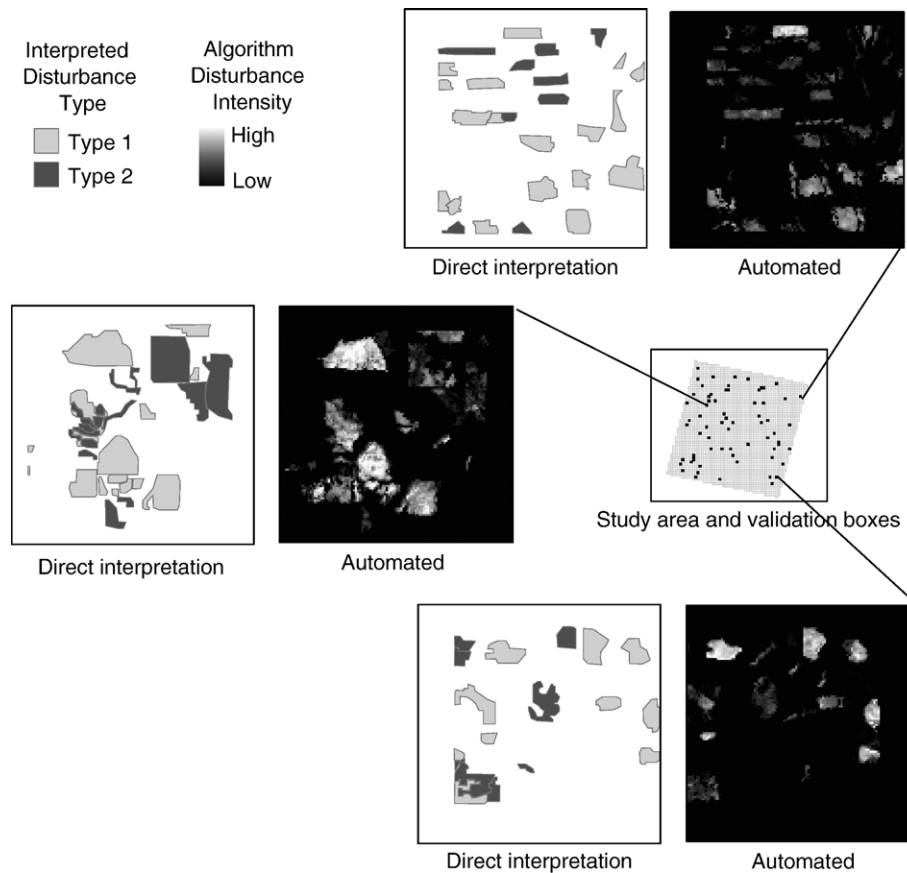 Interpreted
Disturbance
Type
Type 1
Type 2
Algorithm
Disturbance
Intensity
High
Low
Direct interpretation
Automated
Direct interpretation
Automated
Study area and validation boxes
Direct interpretation
Automated